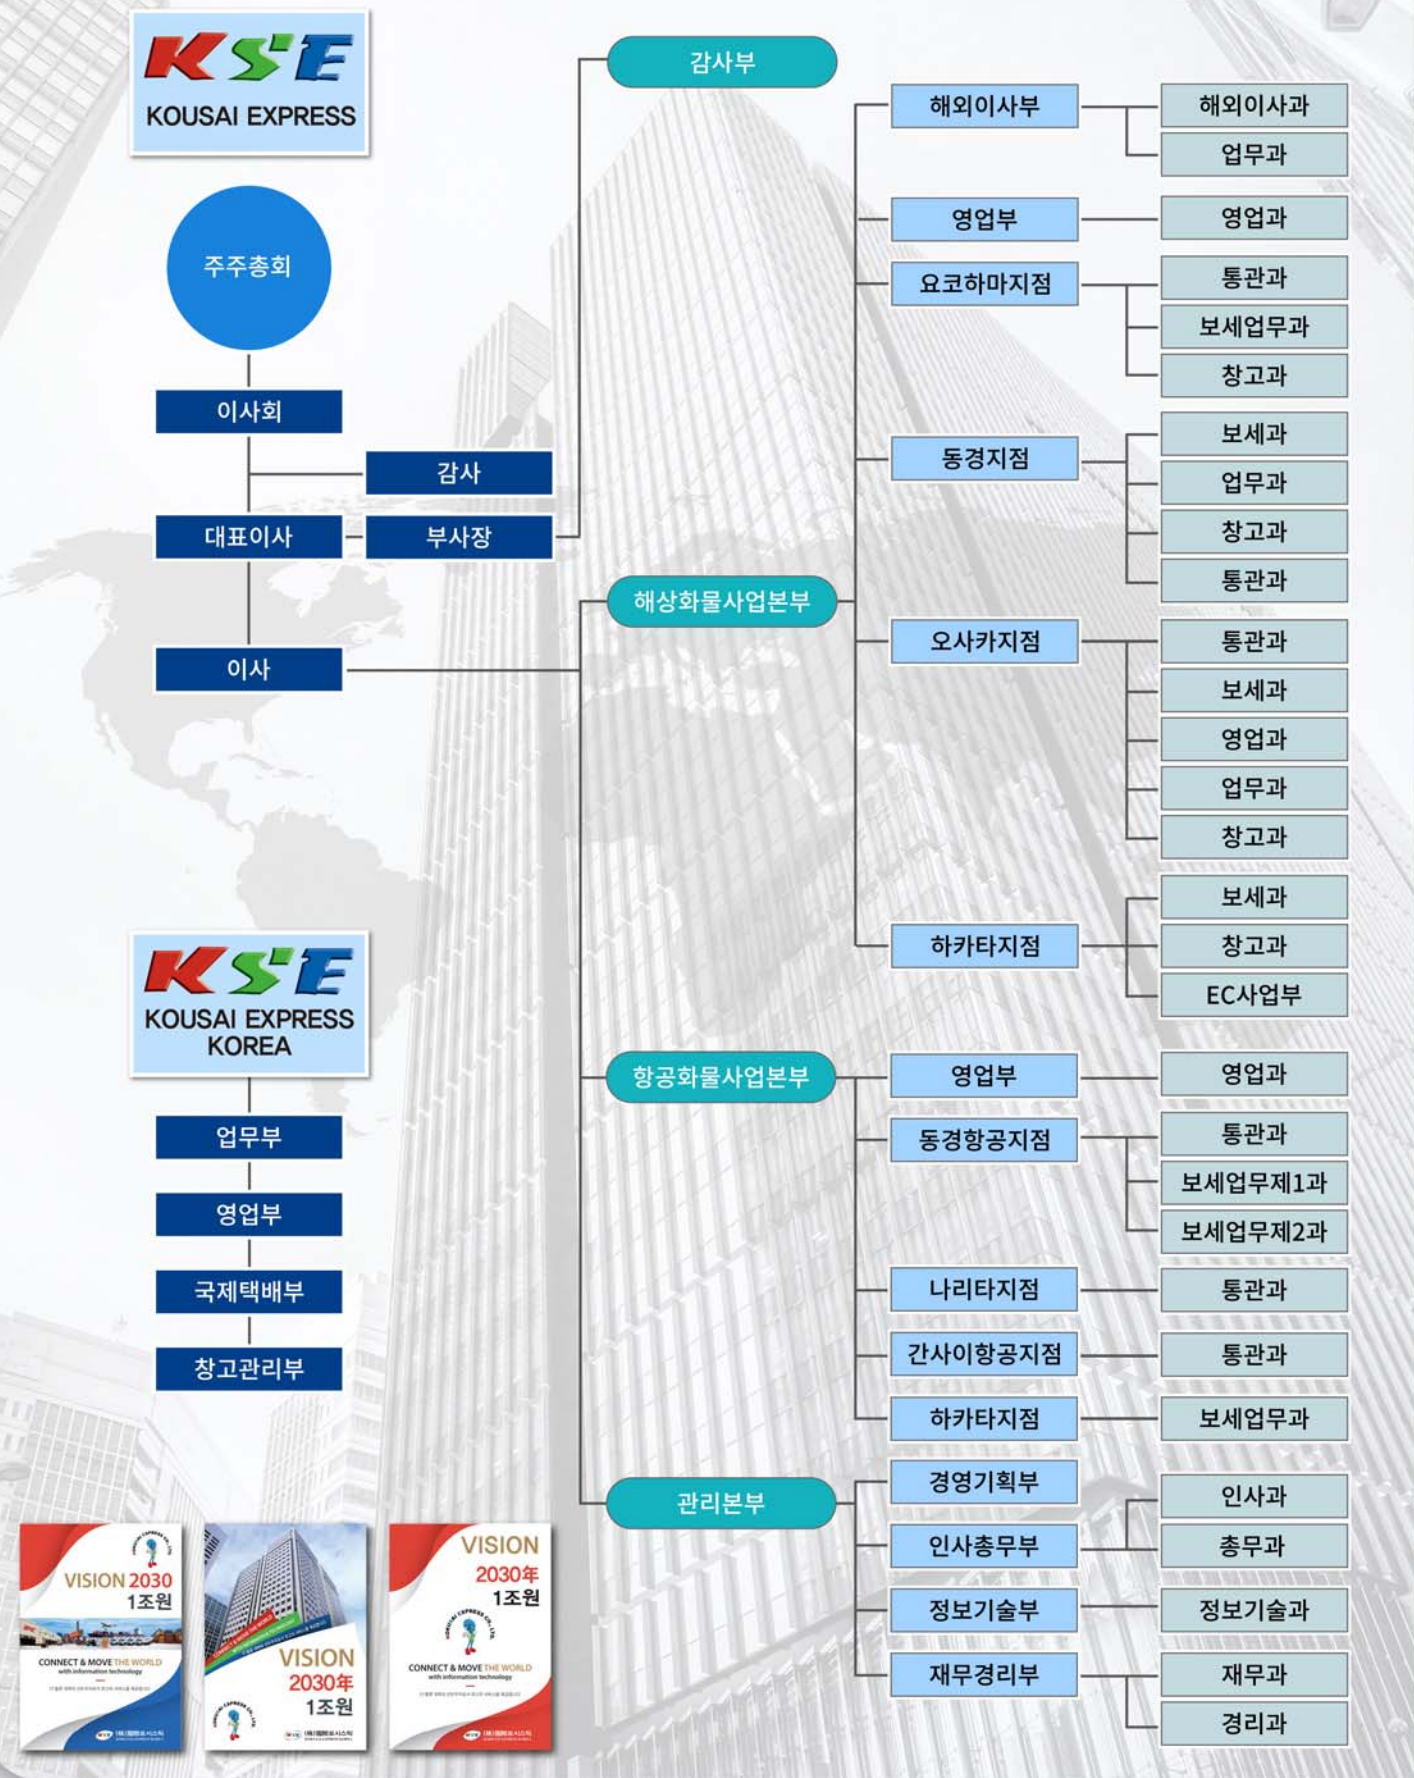 KSE
KOUSAI EXPRESS
주주총회
이사회
감사
대표이사
부사장
이사
감사부
해상화물사업본부
해외이사부
해외이사과
업무과
영업부
영업과
요코하마지점
통관과
보세업무과
창고과
동경지점
보세과
업무과
창고과
통관과
오사카지점
통관과
보세과
영업과
업무과
창고과
하카타지점
보세과
창고과
EC사업부
항공화물사업본부
영업부
영업과
동경항공지점
통관과
보세업무제1과
보세업무제2과
나리타지점
통관과
간사이항공지점
통관과
하카타지점
보세업무과
관리본부
경영기획부
인사총무부
인사과
총무과
정보기술부
정보기술과
재무경리부
재무과
경리과
KSE
KOUSAI EXPRESS
KOREA
업무부
영업부
국제택배부
창고관리부
VISION 2030
1조원
CONNECT & MOVE THE WORLD
with information technology
CONNECT & MOVE THE WORLD
VISION
2030年
1조원
VISION
2030年
1조원
CONNECT & MOVE THE WORLD
with information technology